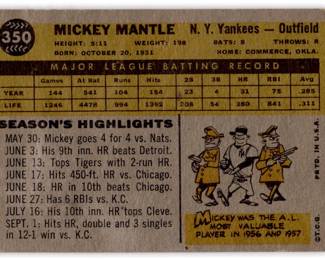 350
MICKEY MANTLE N. Y. Yankees — Outfield
HEIGHT: 5:11 WEIGHT: 198 BATS: B THROWS: R
BORN: OCTOBER 20, 1931 HOME: COMMERCE, OKLA.
MAJOR LEAGUE BATTING RECORD
Games At Bat Runs Hits 2B 3B HR RBI Avg.
YEAR 144 541 104 154 23 4 31 75 .285
LIFE 1246 4478 994 1392 208 54 280 841 .311
SEASON'S HIGHLIGHTS
MAY 30: Mickey goes 4 for 4 vs. Nats.
JUNE 3: His 9th inn. HR beats Detroit.
JUNE 13: Tops Tigers with 2-run HR.
JUNE 17: Hits 450-ft. HR vs. Chicago.
JUNE 18: HR in 10th beats Chicago.
JUNE 27: Has 6 RBIs vs. K.C.
JULY 16: His 10th inn. HR tops Cleve.
SEPT. 1: Hits HR, double and 3 singles
in 12-1 win vs. K.C.
MICKEY WAS THE A.L.
MOST VALUABLE
PLAYER IN 1956 AND 1957
©T.C.G. PRTD. IN U.S.A.